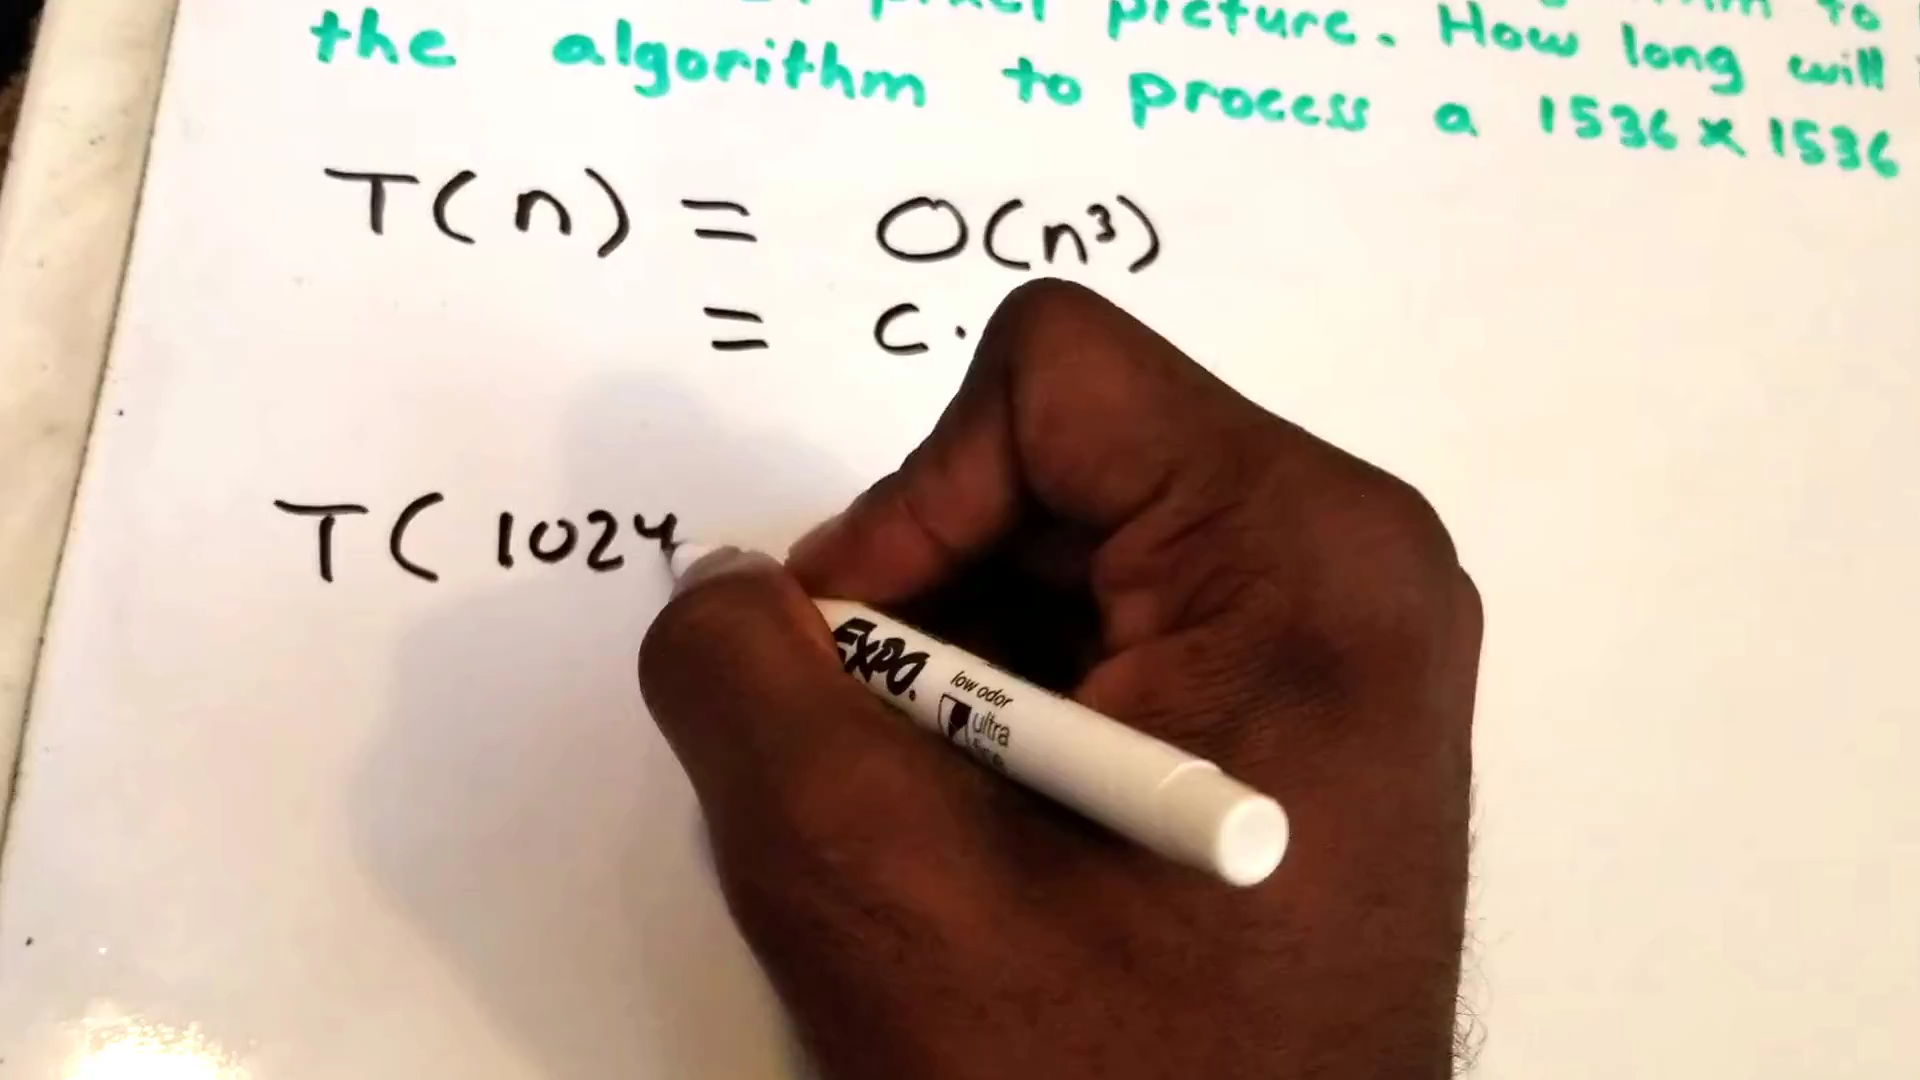 picture. How long will
the algorithm to process a 1536 × 1536
T(n) = O(n³)
= c.
T( 1024
EXPO.
low odor
ultra